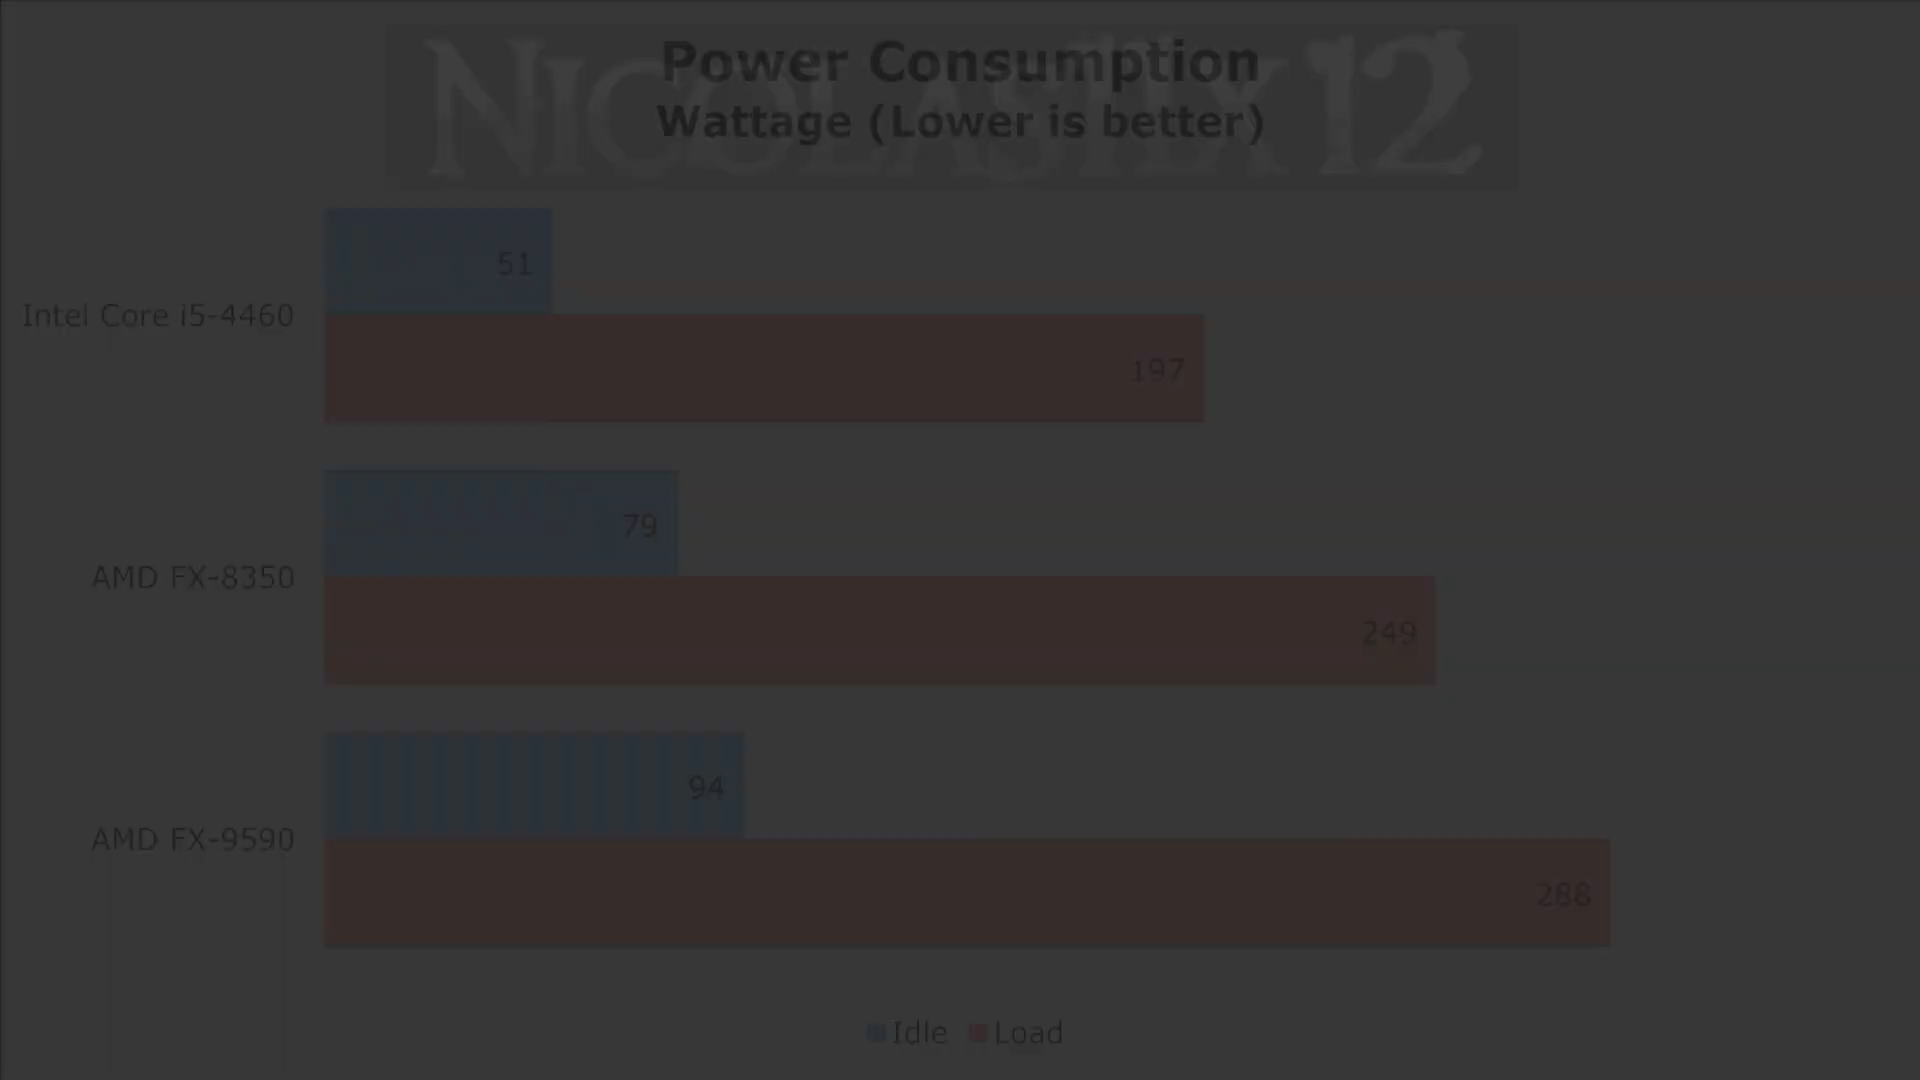 NICOLAS11X12
Power Consumption
Wattage (Lower is better)
51
Intel Core i5-4460
197
79
AMD FX-8350
249
94
AMD FX-9590
288
Idle Load